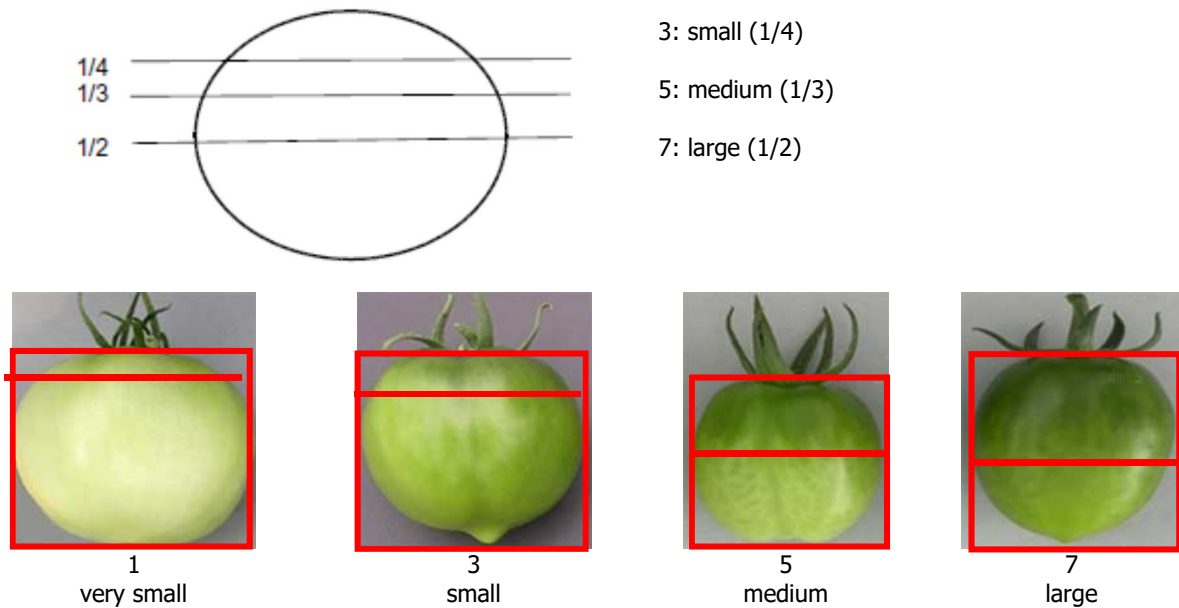 3: small (1/4)
1/4
1/3
5: medium (1/3)
1/2
7: large (1/2)
1
3
5
7
very small
small
medium
large